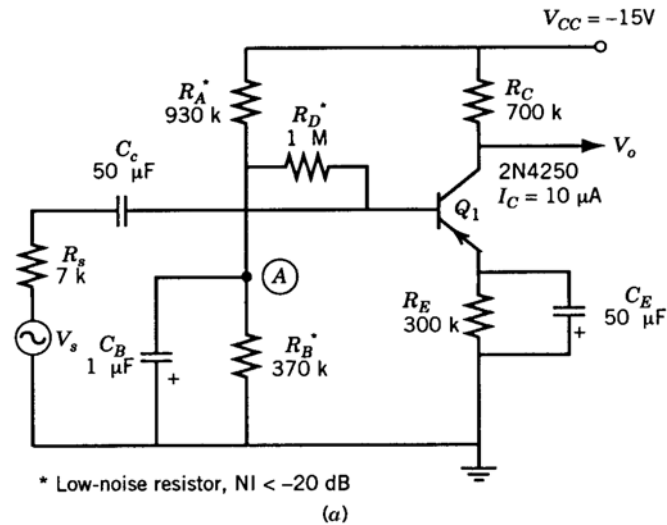 V_CC = −15V
R_A*
930 k
R_D*
1 M
R_C
700 k
C_c
50 μF
V_o
2N4250
I_C = 10 μA
Q_1
R_s
7 k
A
V_s
C_B
1 μF
+
R_B*
370 k
R_E
300 k
C_E
50 μF
+
* Low-noise resistor, NI < −20 dB
(a)